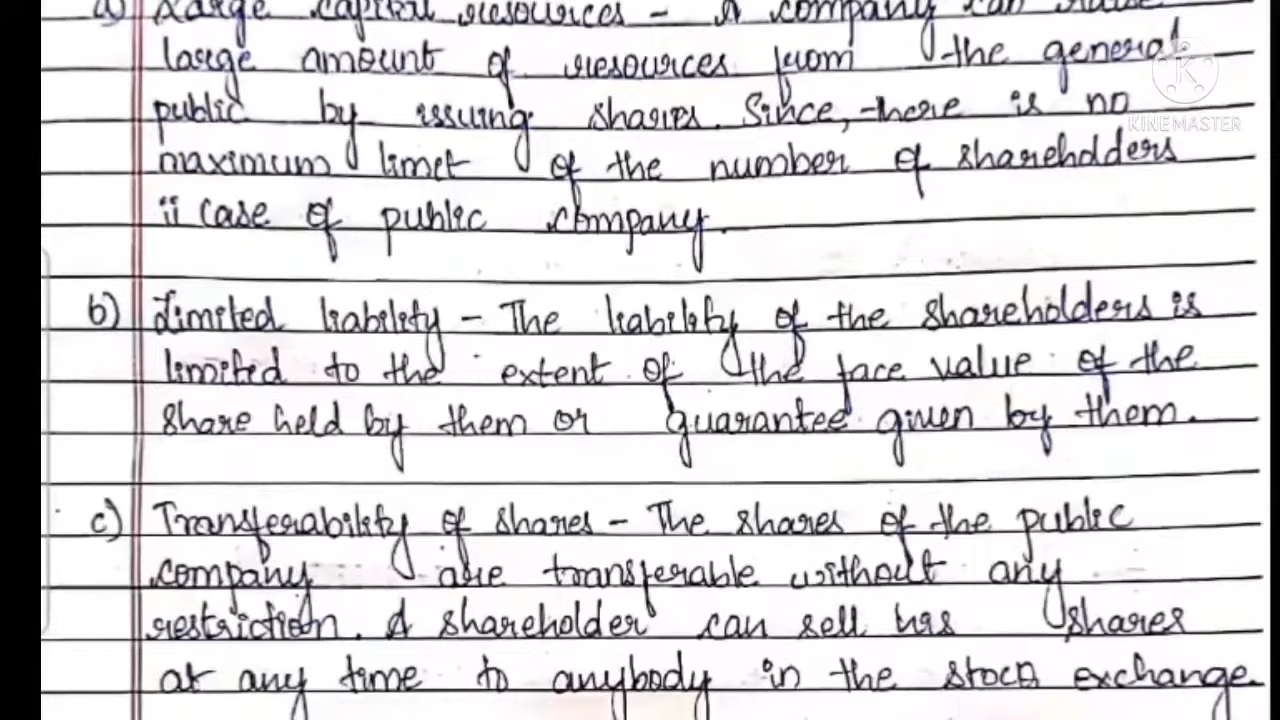 a) Large capital resources - A company can raise
large amount of resources from the general
public by issuing shares. Since, there is no
maximum limit of the number of shareholders
ii case of public company.
b) Limited liability - The liability of the shareholders is
limited to the extent of the face value of the
share held by them or guarantee given by them.
c) Transferability of shares - The shares of the public
company are transferable without any
restriction. A shareholder can sell his shares
at any time to anybody in the stock exchange.
KINEMASTER